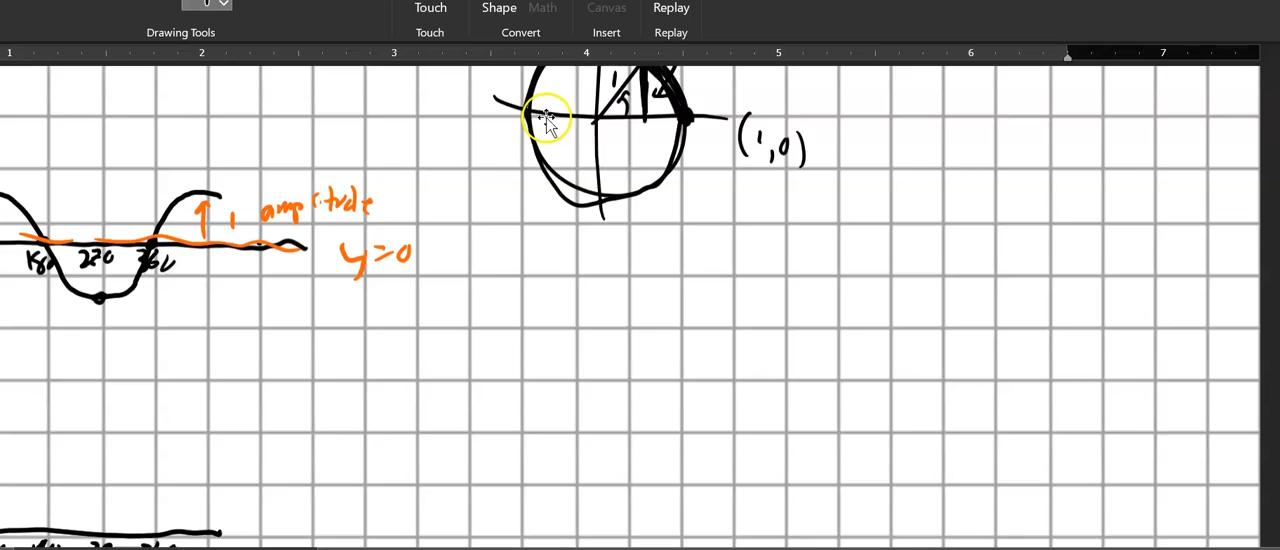 Touch Shape Math Canvas Replay
Drawing Tools Touch Convert Insert Replay
1 2 3 4 5 6 7
1
(1,0)
1 amplitude
y=0
180 270 360